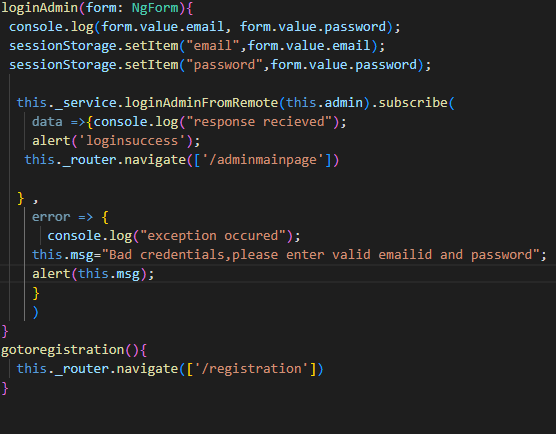 loginAdmin(form: NgForm){
console.log(form.value.email, form.value.password);
sessionStorage.setItem("email",form.value.email);
sessionStorage.setItem("password",form.value.password);
this._service.loginAdminFromRemote(this.admin).subscribe(
data =>{console.log("response recieved");
alert('loginsuccess');
this._router.navigate(['/adminmainpage'])
} ,
error => {
console.log("exception occured");
this.msg="Bad credentials,please enter valid emailid and password";
alert(this.msg);
}
)
}
gotoregistration(){
this._router.navigate(['/registration'])
}